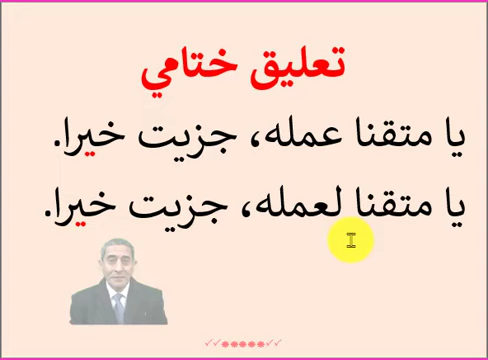 تعليق ختامي
يا متقنا عمله، جزيت خيرا.
يا متقنا لعمله، جزيت خيرا.